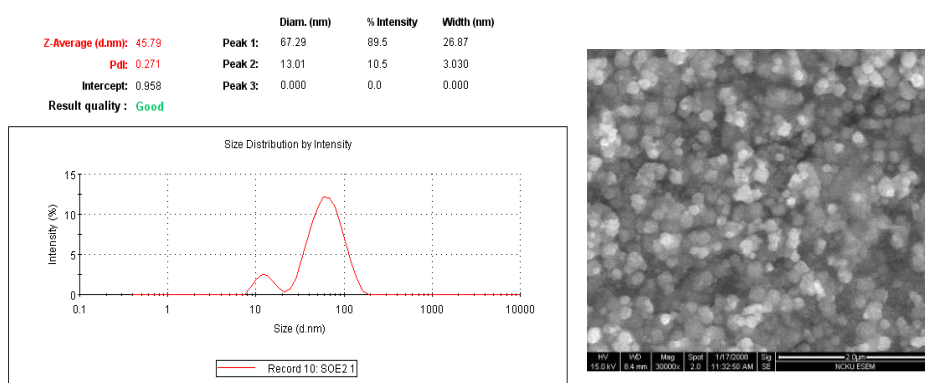 Diam. (nm) % Intensity Width (nm)
Z-Average (d.nm): 45.79 Peak 1: 67.29 89.5 26.87
PdI: 0.271 Peak 2: 13.01 10.5 3.030
Intercept: 0.958 Peak 3: 0.000 0.0 0.000
Result quality : Good
Size Distribution by Intensity
15
10
5
0
Intensity (%)
0.1 1 10 100 1000 10000
Size (d.nm)
Record 10: SOE2 1
HV WD Mag Spot 1/17/2008 Sig 2.0µm
15.0 kV 8.4 mm 30000x 2.0 11:32:50 AM SE NCKU ESEM